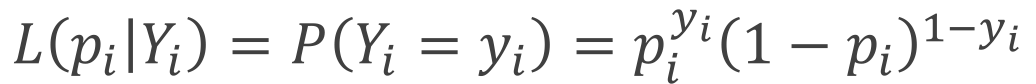 L(p_i|Y_i) = P(Y_i = y_i) = p_i^{y_i}(1 − p_i)^{1−y_i}